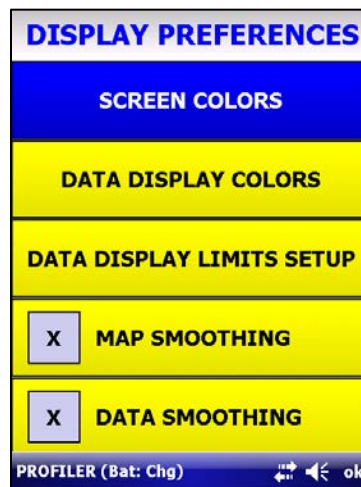 DISPLAY PREFERENCES
SCREEN COLORS
DATA DISPLAY COLORS
DATA DISPLAY LIMITS SETUP
X MAP SMOOTHING
X DATA SMOOTHING
PROFILER (Bat: Chg) ok